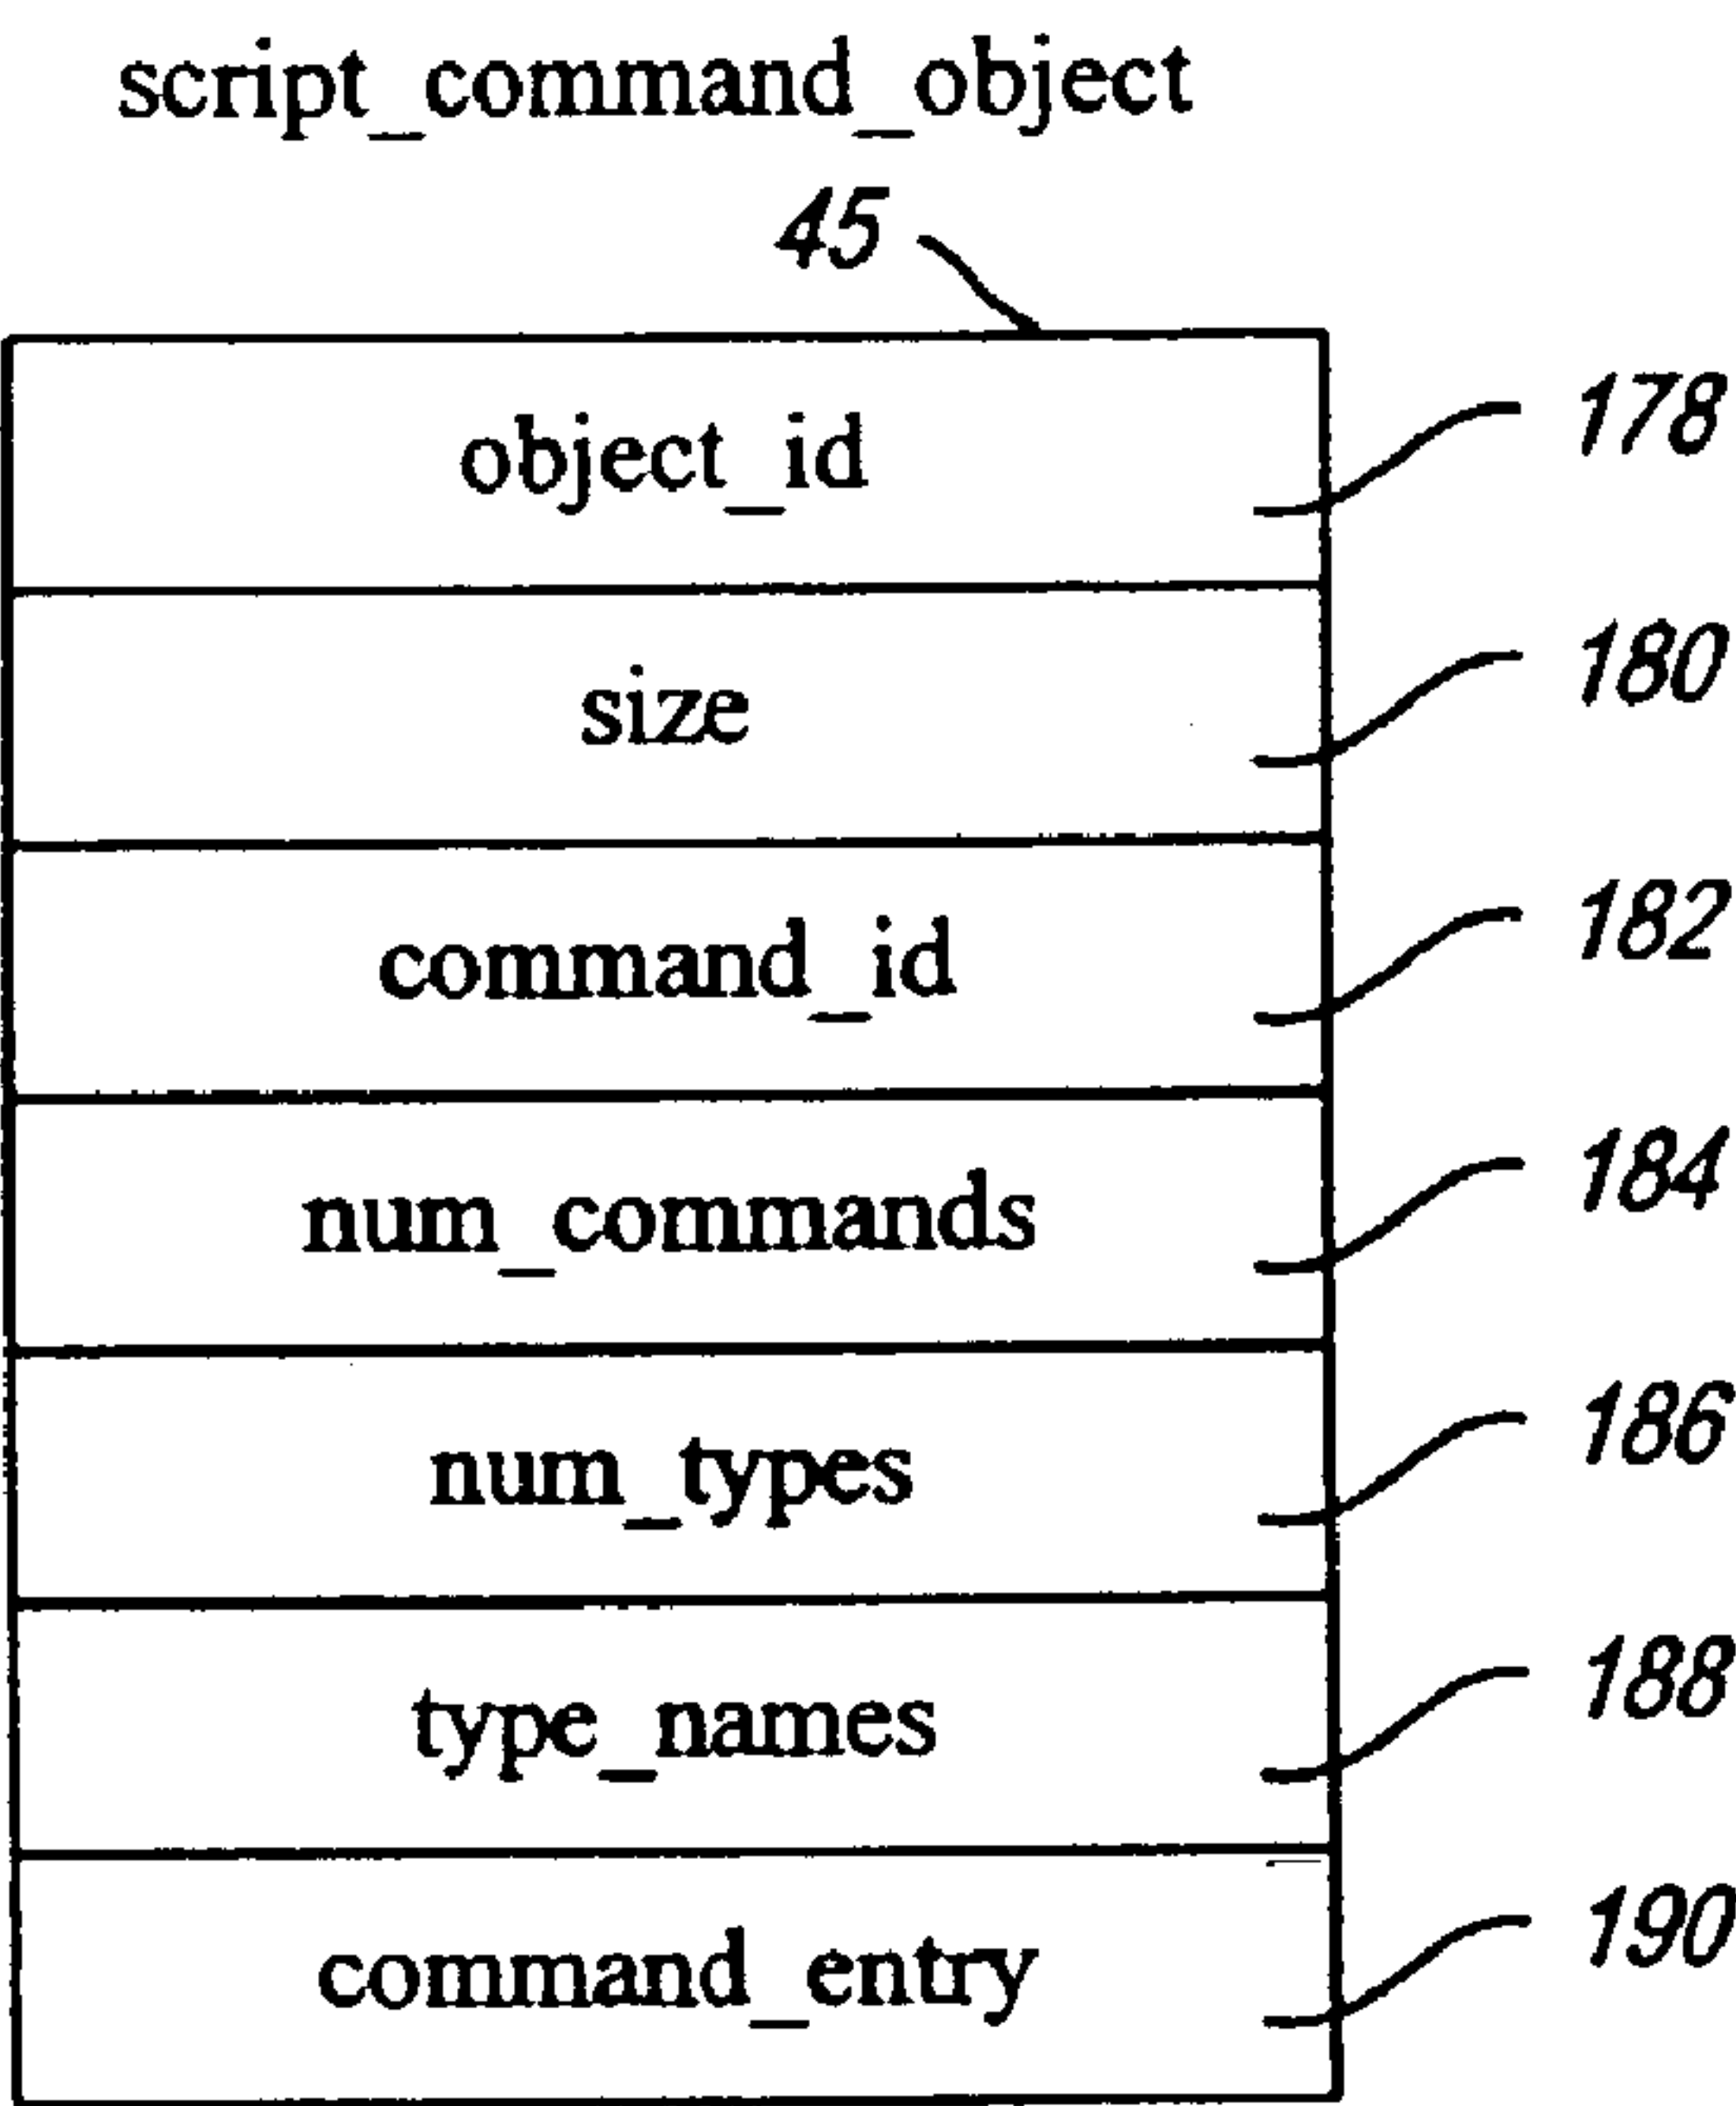 script_command_object
45
object_id
178
size
180
command_id
182
num_commands
184
num_types
186
type_names
188
command_entry
190